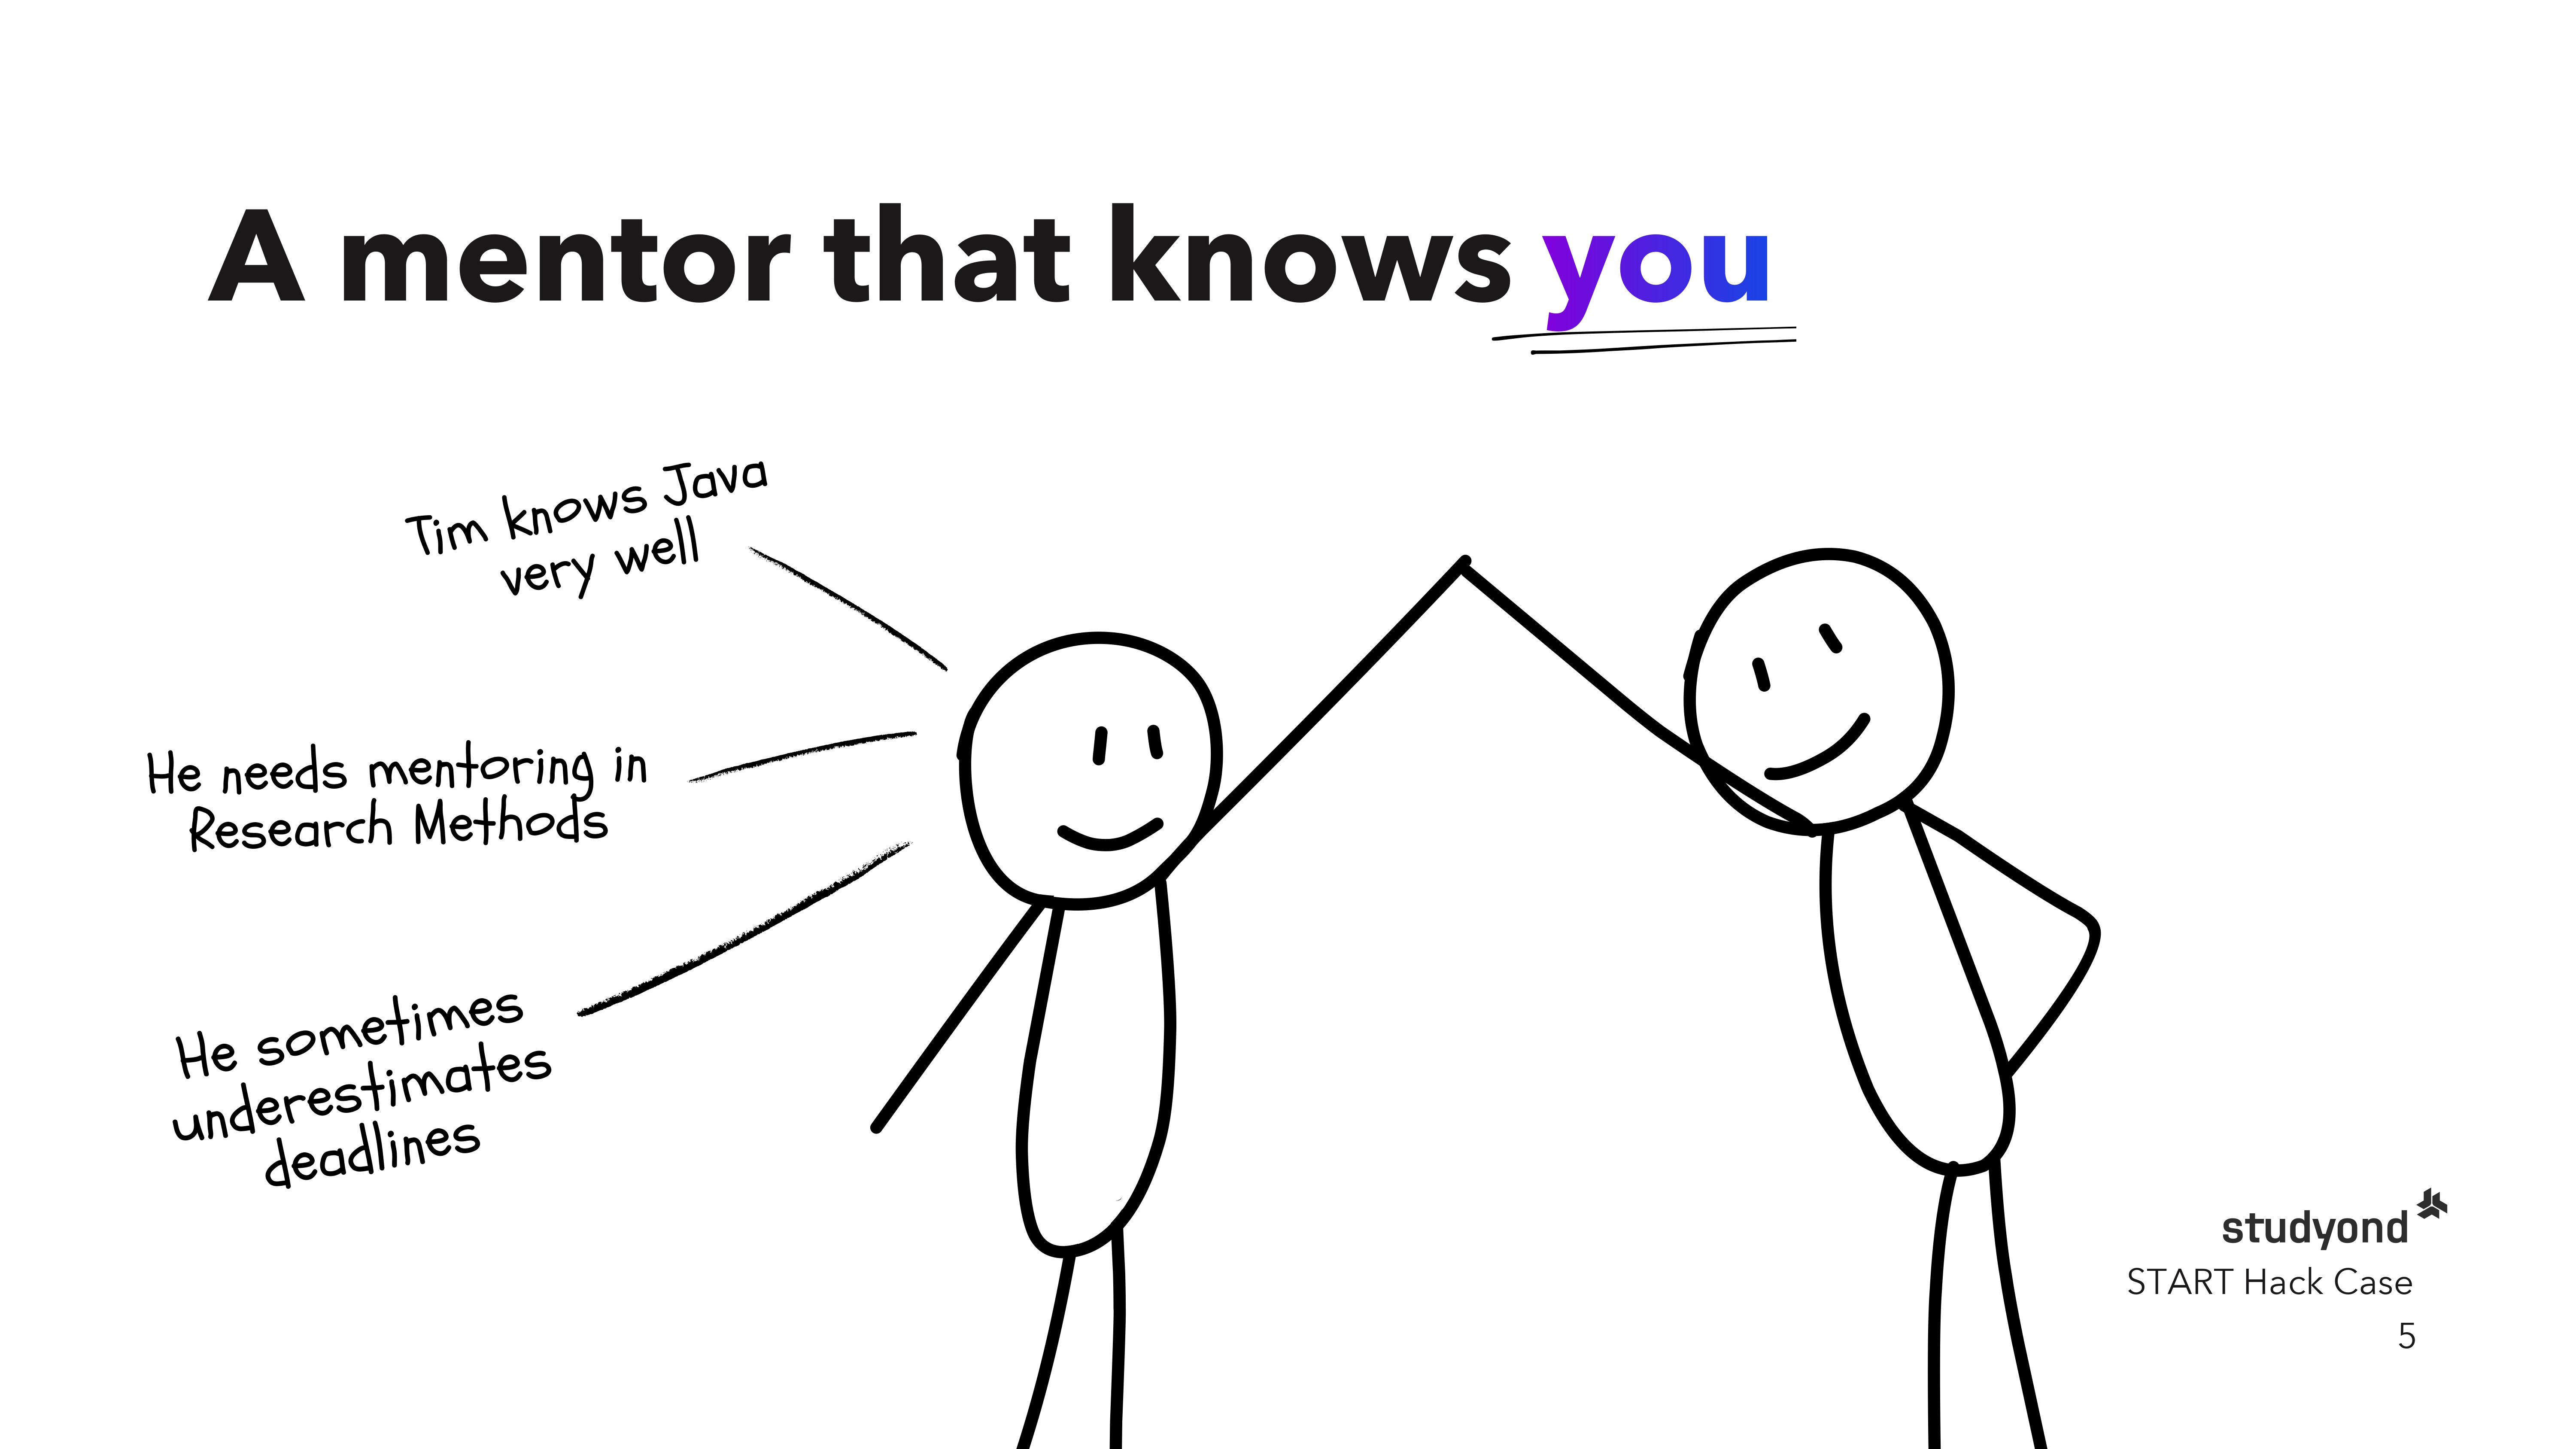 A mentor that knows you
Tim knows Java
very well
He needs mentoring in
Research Methods
He sometimes
underestimates
deadlines
studyond
START Hack Case
5